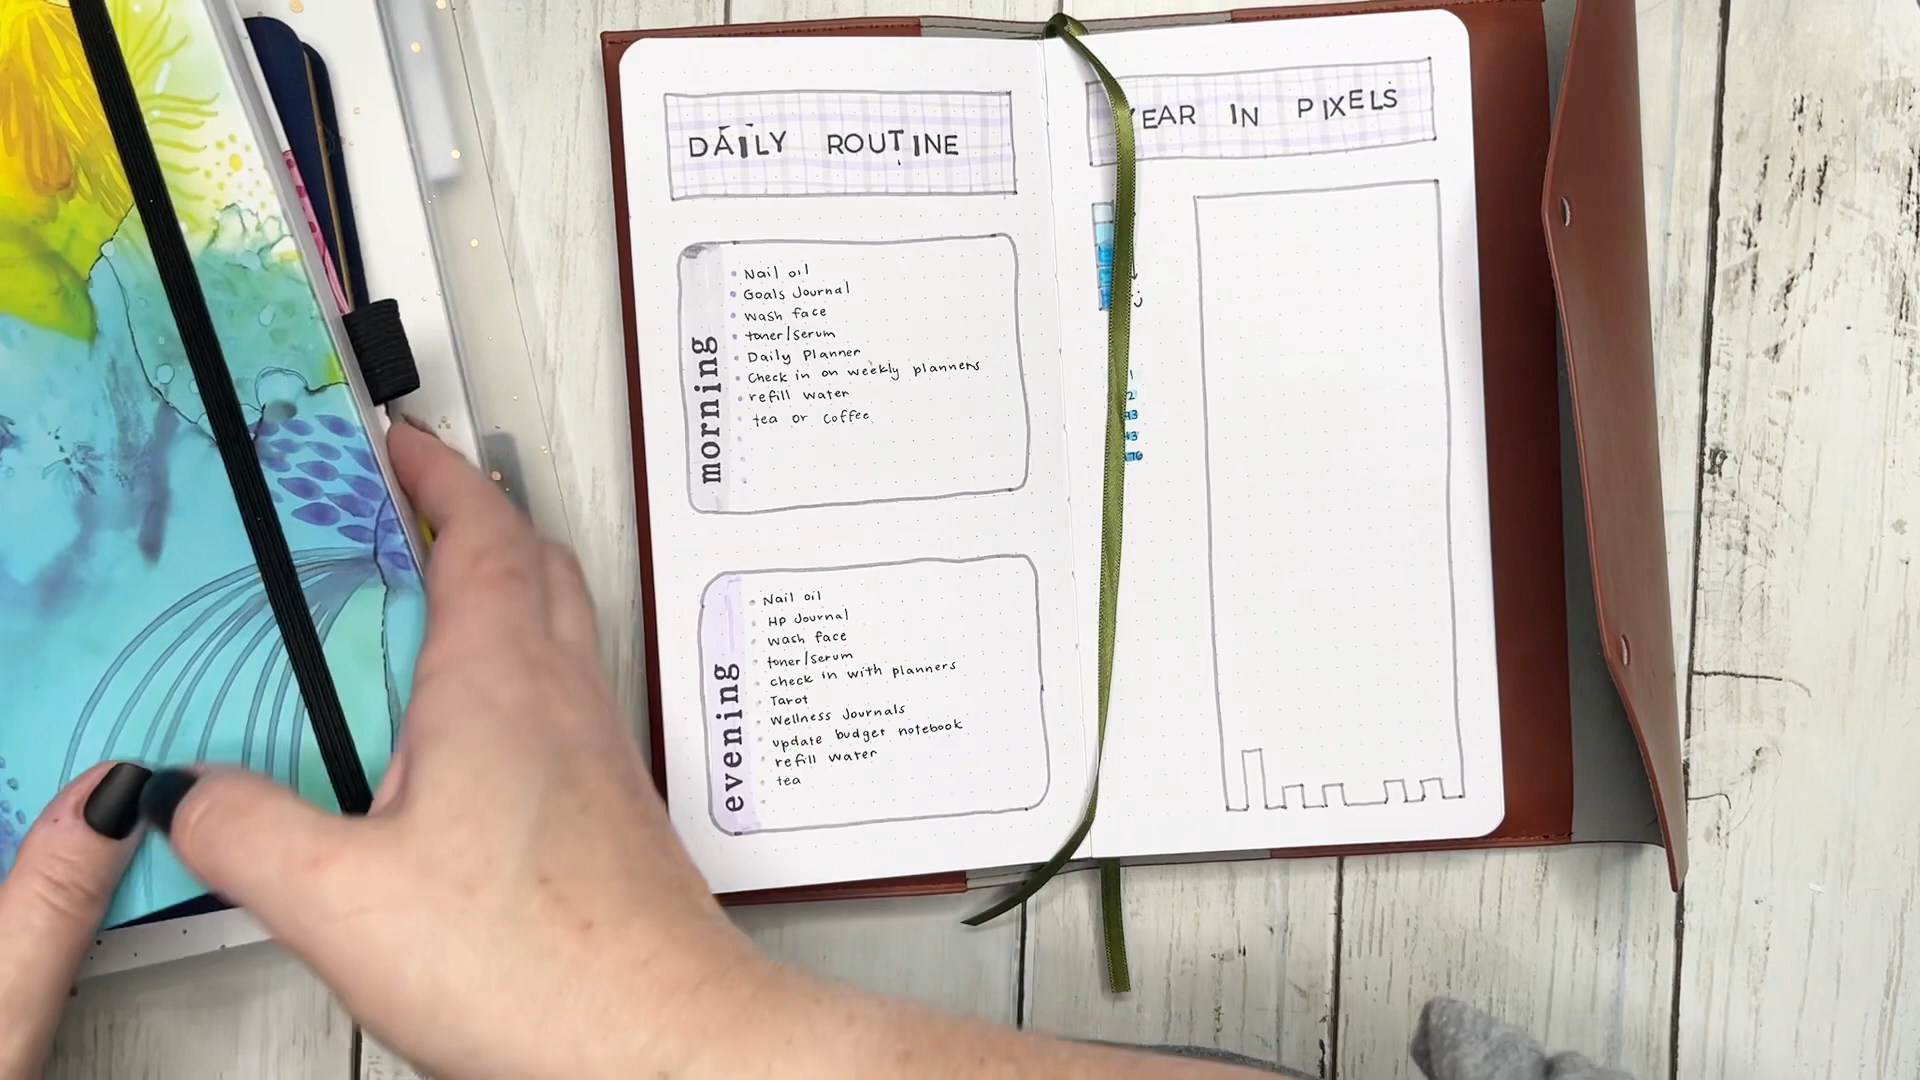 DAILY ROUTINE
morning
Nail oil
Goals Journal
wash face
toner/serum
Daily Planner
Check in on weekly planners
refill water
tea or coffee
evening
Nail oil
HP Journal
wash face
toner/serum
check in with planners
Tarot
Wellness Journals
update budget notebook
refill water
tea
YEAR IN PIXELS